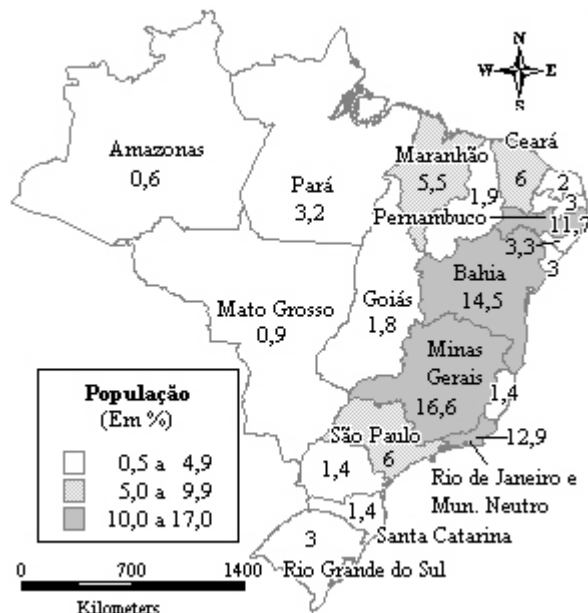 N
W E
S
Amazonas
0,6
Pará
3,2
Maranhão
5,5
1,9
Ceará
6
2
3
Pernambuco
11,7
3,3
3
Bahia
14,5
Mato Grosso
0,9
Goiás
1,8
Minas
Gerais
16,6
1,4
12,9
Rio de Janeiro e
Mun. Neutro
São Paulo
6
1,4
1,4
Santa Catarina
3
Rio Grande do Sul
População
(Em %)
0,5 a 4,9
5,0 a 9,9
10,0 a 17,0
0 700 1400
Kilometers